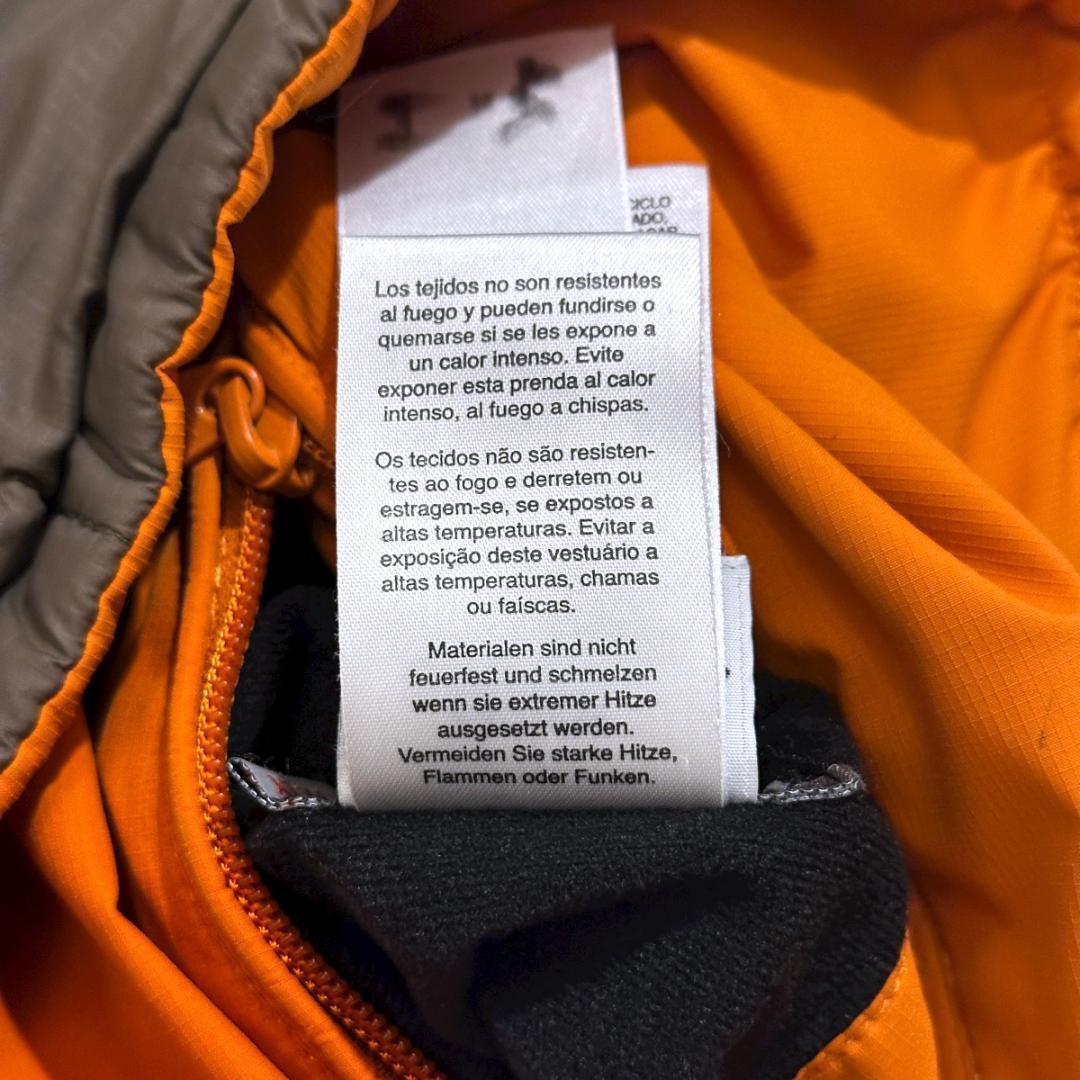 CICLO
ADO,
Los tejidos no son resistentes
al fuego y pueden fundirse o
quemarse si se les expone a
un calor intenso. Evite
exponer esta prenda al calor
intenso, al fuego a chispas.
Os tecidos não são resisten-
tes ao fogo e derretem ou
estragem-se, se expostos a
altas temperaturas. Evitar a
exposição deste vestuário a
altas temperaturas, chamas
ou faíscas.
Materialen sind nicht
feuerfest und schmelzen
wenn sie extremer Hitze
ausgesetzt werden.
Vermeiden Sie starke Hitze,
Flammen oder Funken.